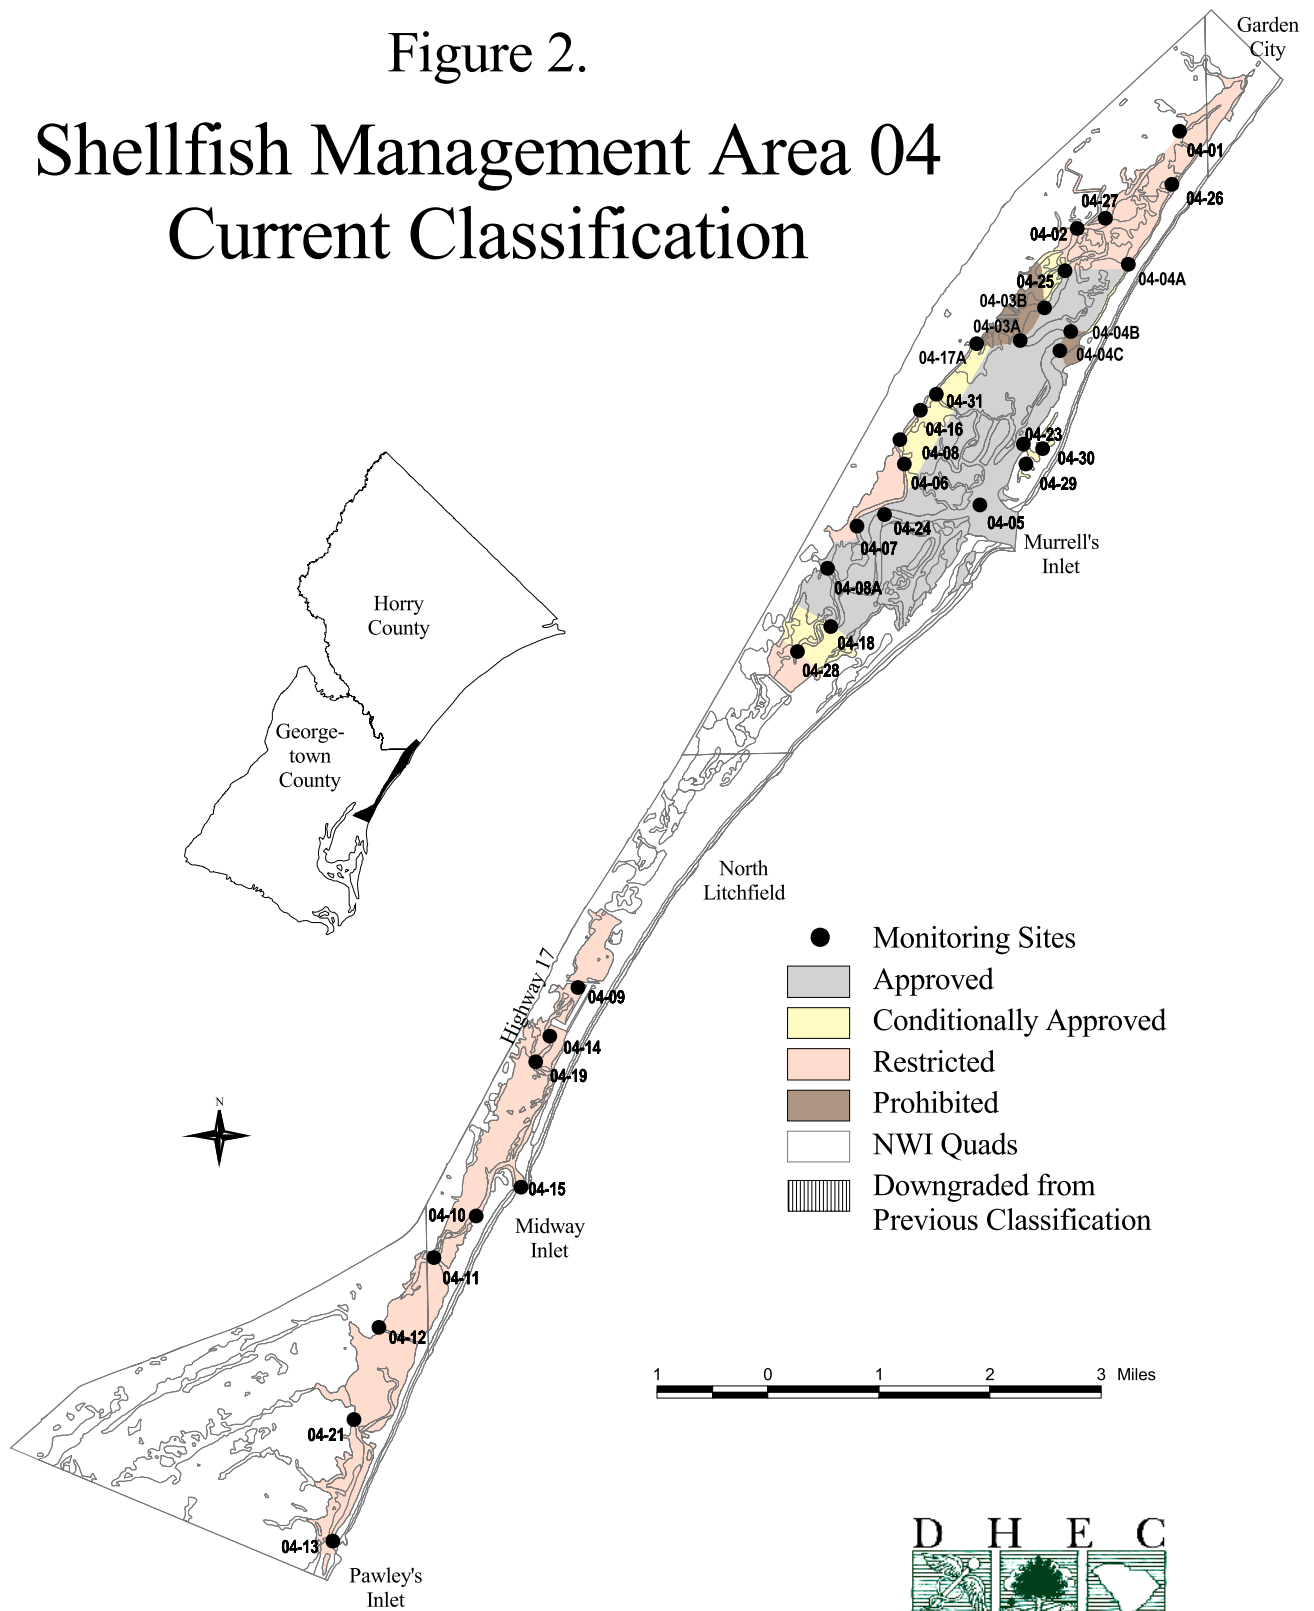 Figure 2.
Shellfish Management Area 04
Current Classification
Garden
City
04-01
04-26
04-27
04-02
04-25
04-04A
04-03B
04-03A
04-04B
04-04C
04-17A
04-31
04-16
04-23
04-08
04-30
04-06
04-29
04-05
04-24
04-07
Murrell's
Inlet
04-08A
04-18
04-28
Horry
County
George-
town
County
North
Litchfield
Highway 17
04-09
04-14
04-19
04-15
04-10
Midway
Inlet
04-11
04-12
04-21
04-13
Pawley's
Inlet
N
Monitoring Sites
Approved
Conditionally Approved
Restricted
Prohibited
NWI Quads
Downgraded from
Previous Classification
1 0 1 2 3 Miles
D H E C